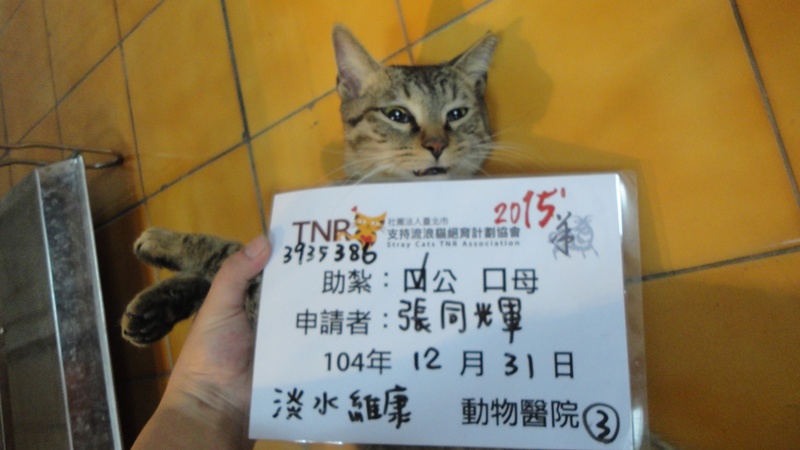 TNR 社團法人臺北市 2015'
支持流浪貓絕育計劃協會
Stray Cats TNR Association
3935386
助紮：☑公 口母
申請者：張同輝
104年 12 月 31 日
淡水維康 動物醫院 ③